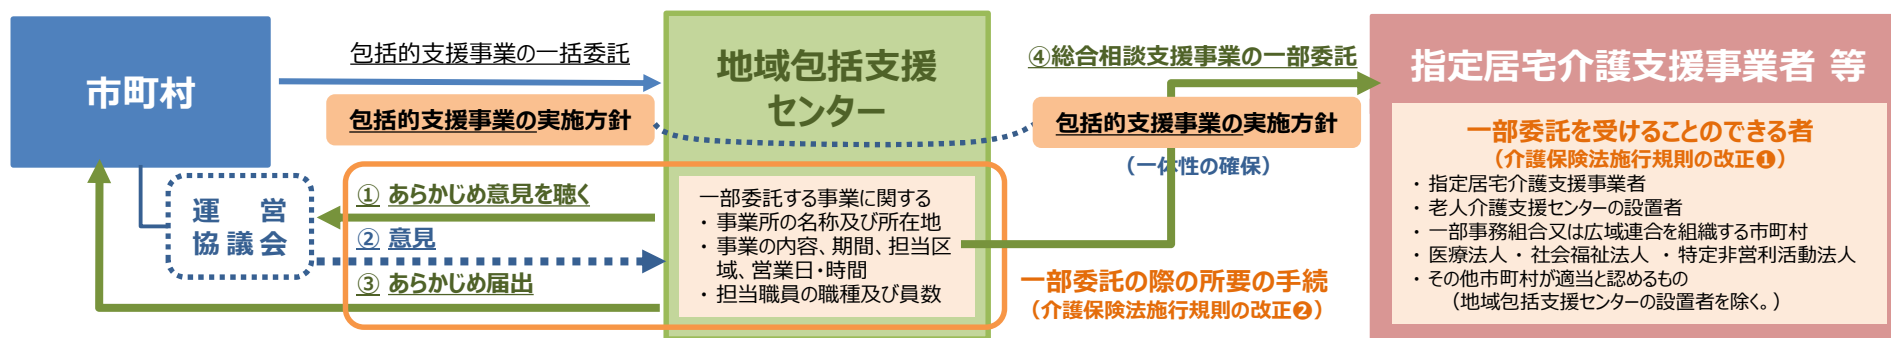 市町村
運　営
協議会
包括的支援事業の一括委託
包括的支援事業の実施方針
① あらかじめ意見を聴く
② 意見
③ あらかじめ届出
地域包括支援
センター
一部委託する事業に関する
・事業所の名称及び所在地
・事業の内容、期間、担当区
域、営業日・時間
・担当職員の職種及び員数
④総合相談支援事業の一部委託
包括的支援事業の実施方針
（一体性の確保）
一部委託の際の所要の手続
（介護保険法施行規則の改正❷）
指定居宅介護支援事業者 等
一部委託を受けることのできる者
（介護保険法施行規則の改正❶）
・指定居宅介護支援事業者
・老人介護支援センターの設置者
・一部事務組合又は広域連合を組織する市町村
・医療法人・社会福祉法人 ・特定非営利活動法人
・その他市町村が適当と認めるもの
（地域包括支援センターの設置者を除く。）